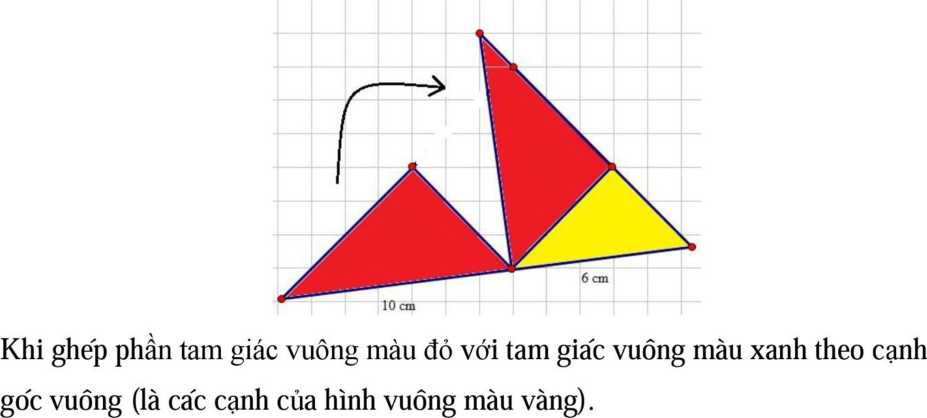 6 cm
10 cm
Khi ghép phần tam giác vuông màu đỏ với tam giác vuông màu xanh theo cạnh
góc vuông (là các cạnh của hình vuông màu vàng).